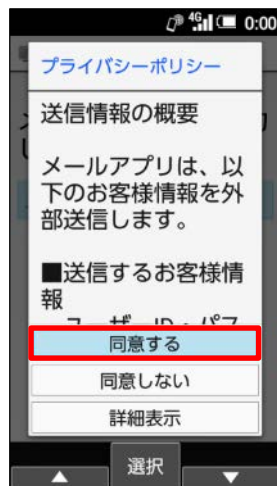 4G 0:00
プライバシーポリシー
送信情報の概要
メールアプリは、以
下のお客様情報を外
部送信します。
■送信するお客様情
報
同意する
同意しない
詳細表示
選択